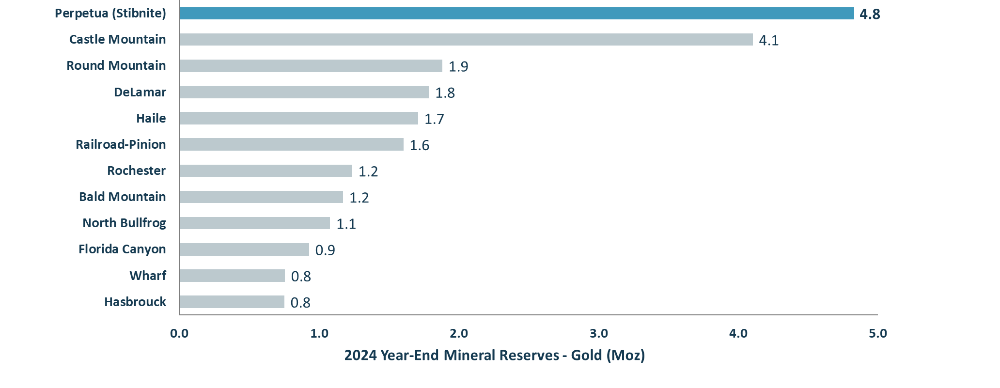 Perpetua (Stibnite) 4.8
Castle Mountain 4.1
Round Mountain 1.9
DeLamar 1.8
Haile 1.7
Railroad-Pinion 1.6
Rochester 1.2
Bald Mountain 1.2
North Bullfrog 1.1
Florida Canyon 0.9
Wharf 0.8
Hasbrouck 0.8
0.0 1.0 2.0 3.0 4.0 5.0
2024 Year-End Mineral Reserves - Gold (Moz)